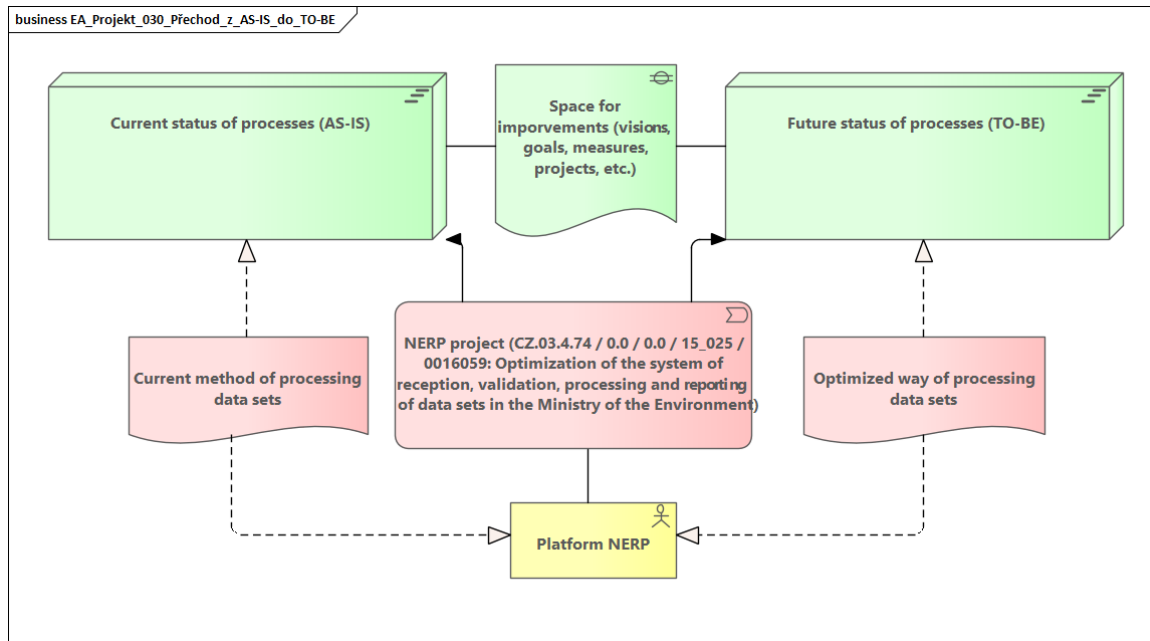 business EA_Projekt_030_Přechod_z_AS-IS_do_TO-BE
Current status of processes (AS-IS)
Space for
imporvements (visions,
goals, measures,
projects, etc.)
Future status of processes (TO-BE)
NERP project (CZ.03.4.74 / 0.0 / 0.0 / 15_025 /
0016059: Optimization of the system of
reception, validation, processing and reporting
of data sets in the Ministry of the Environment)
Current method of processing
data sets
Optimized way of processing
data sets
Platform NERP